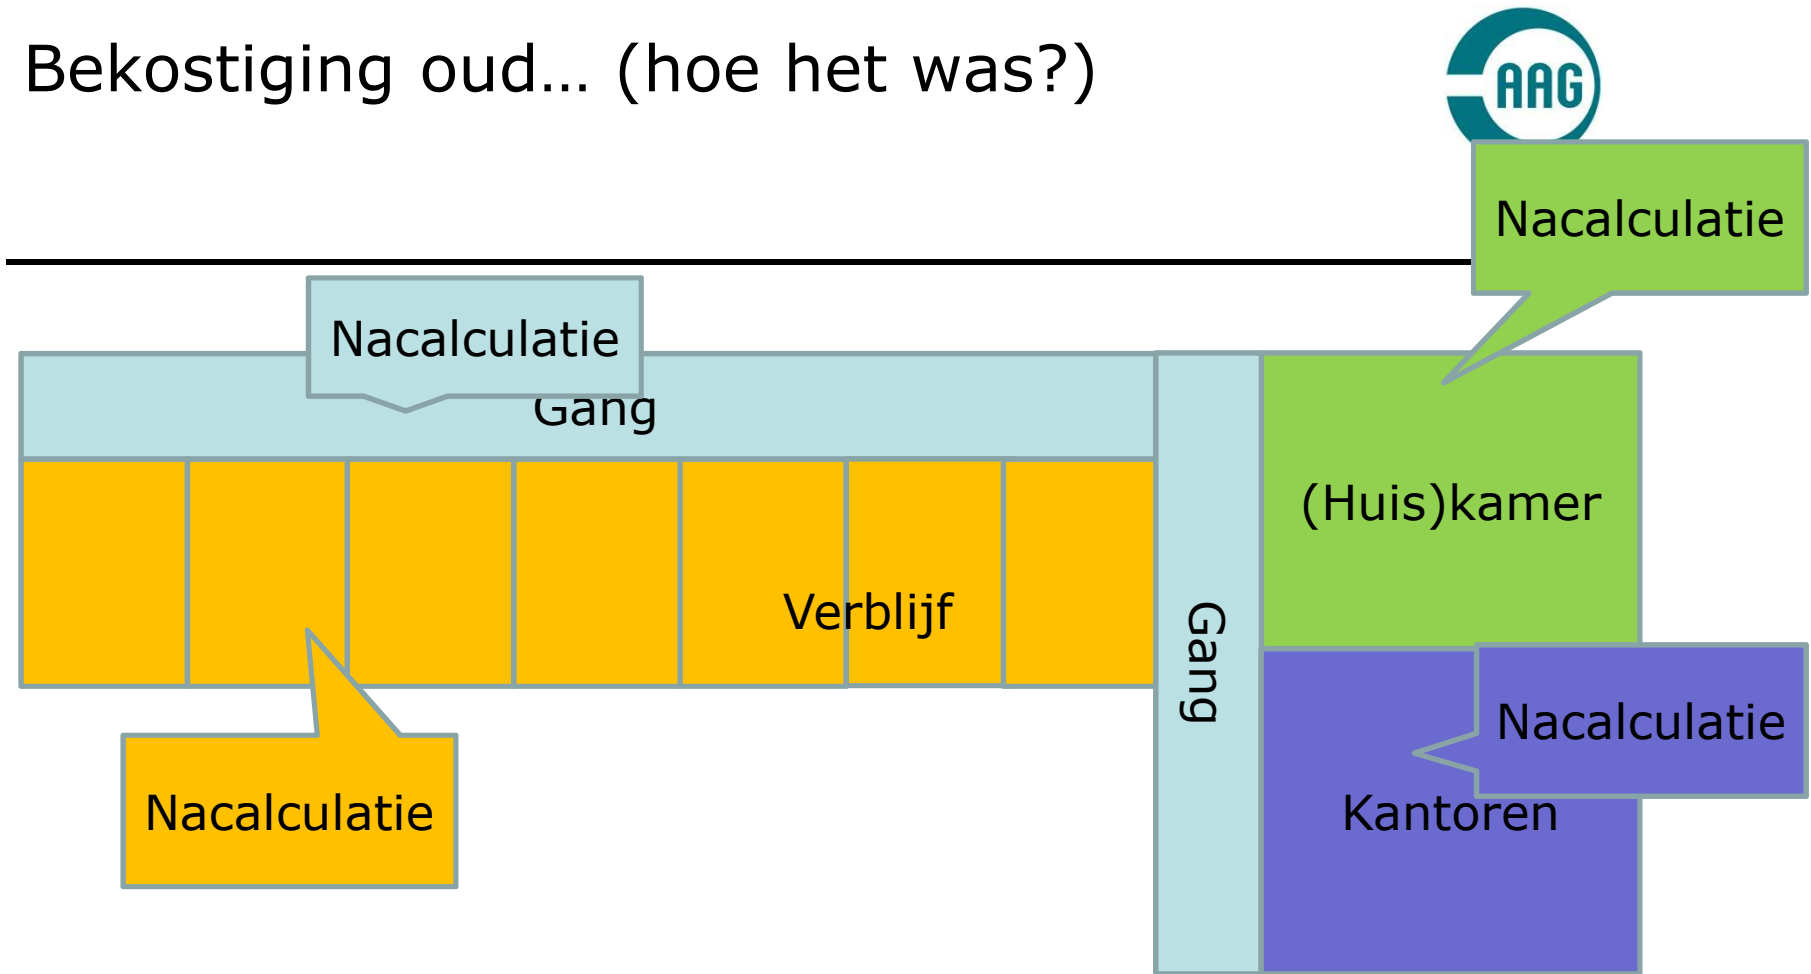 Bekostiging oud… (hoe het was?)
AAG
Nacalculatie
Nacalculatie
Gang
(Huis)kamer
Verblijf
Gang
Nacalculatie
Nacalculatie
Kantoren